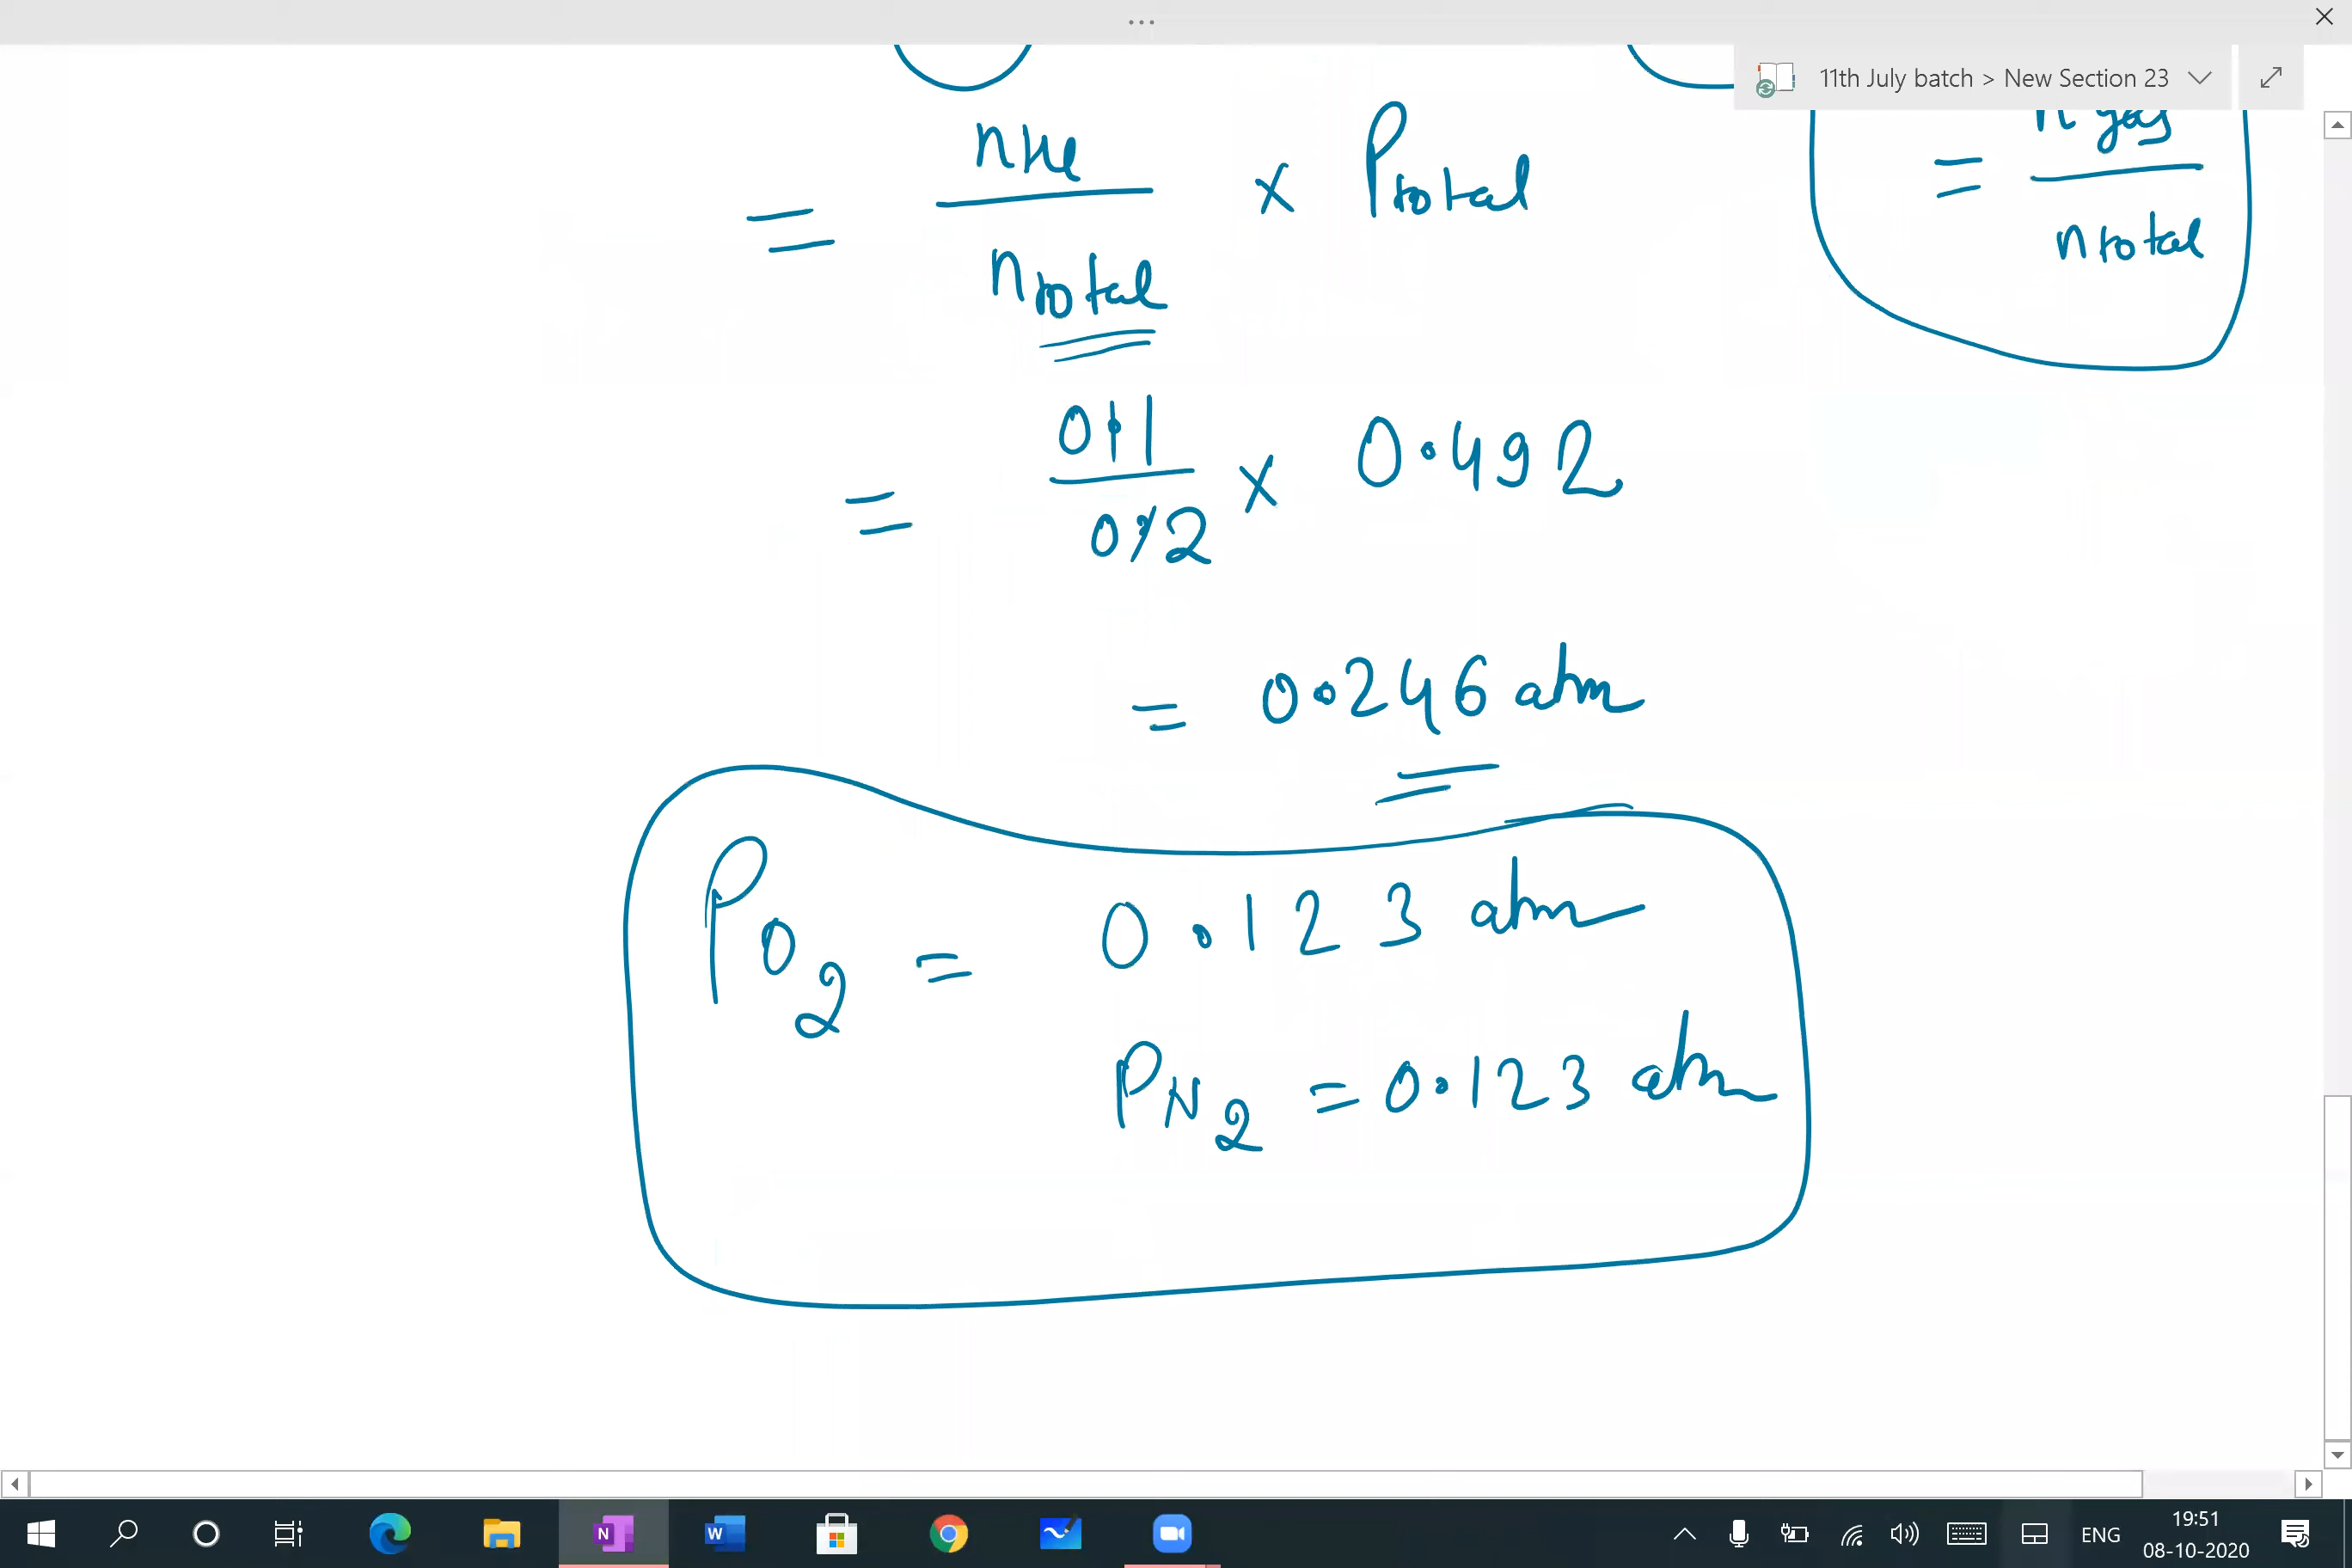 11th July batch > New Section 23
= nHe / ntotal × Ptotal
= n gas / ntotal
= 0.1 / 0.2 × 0.492
= 0.246 atm
PO2 = 0.123 atm
PN2 = 0.123 atm
ENG
19:51
08-10-2020